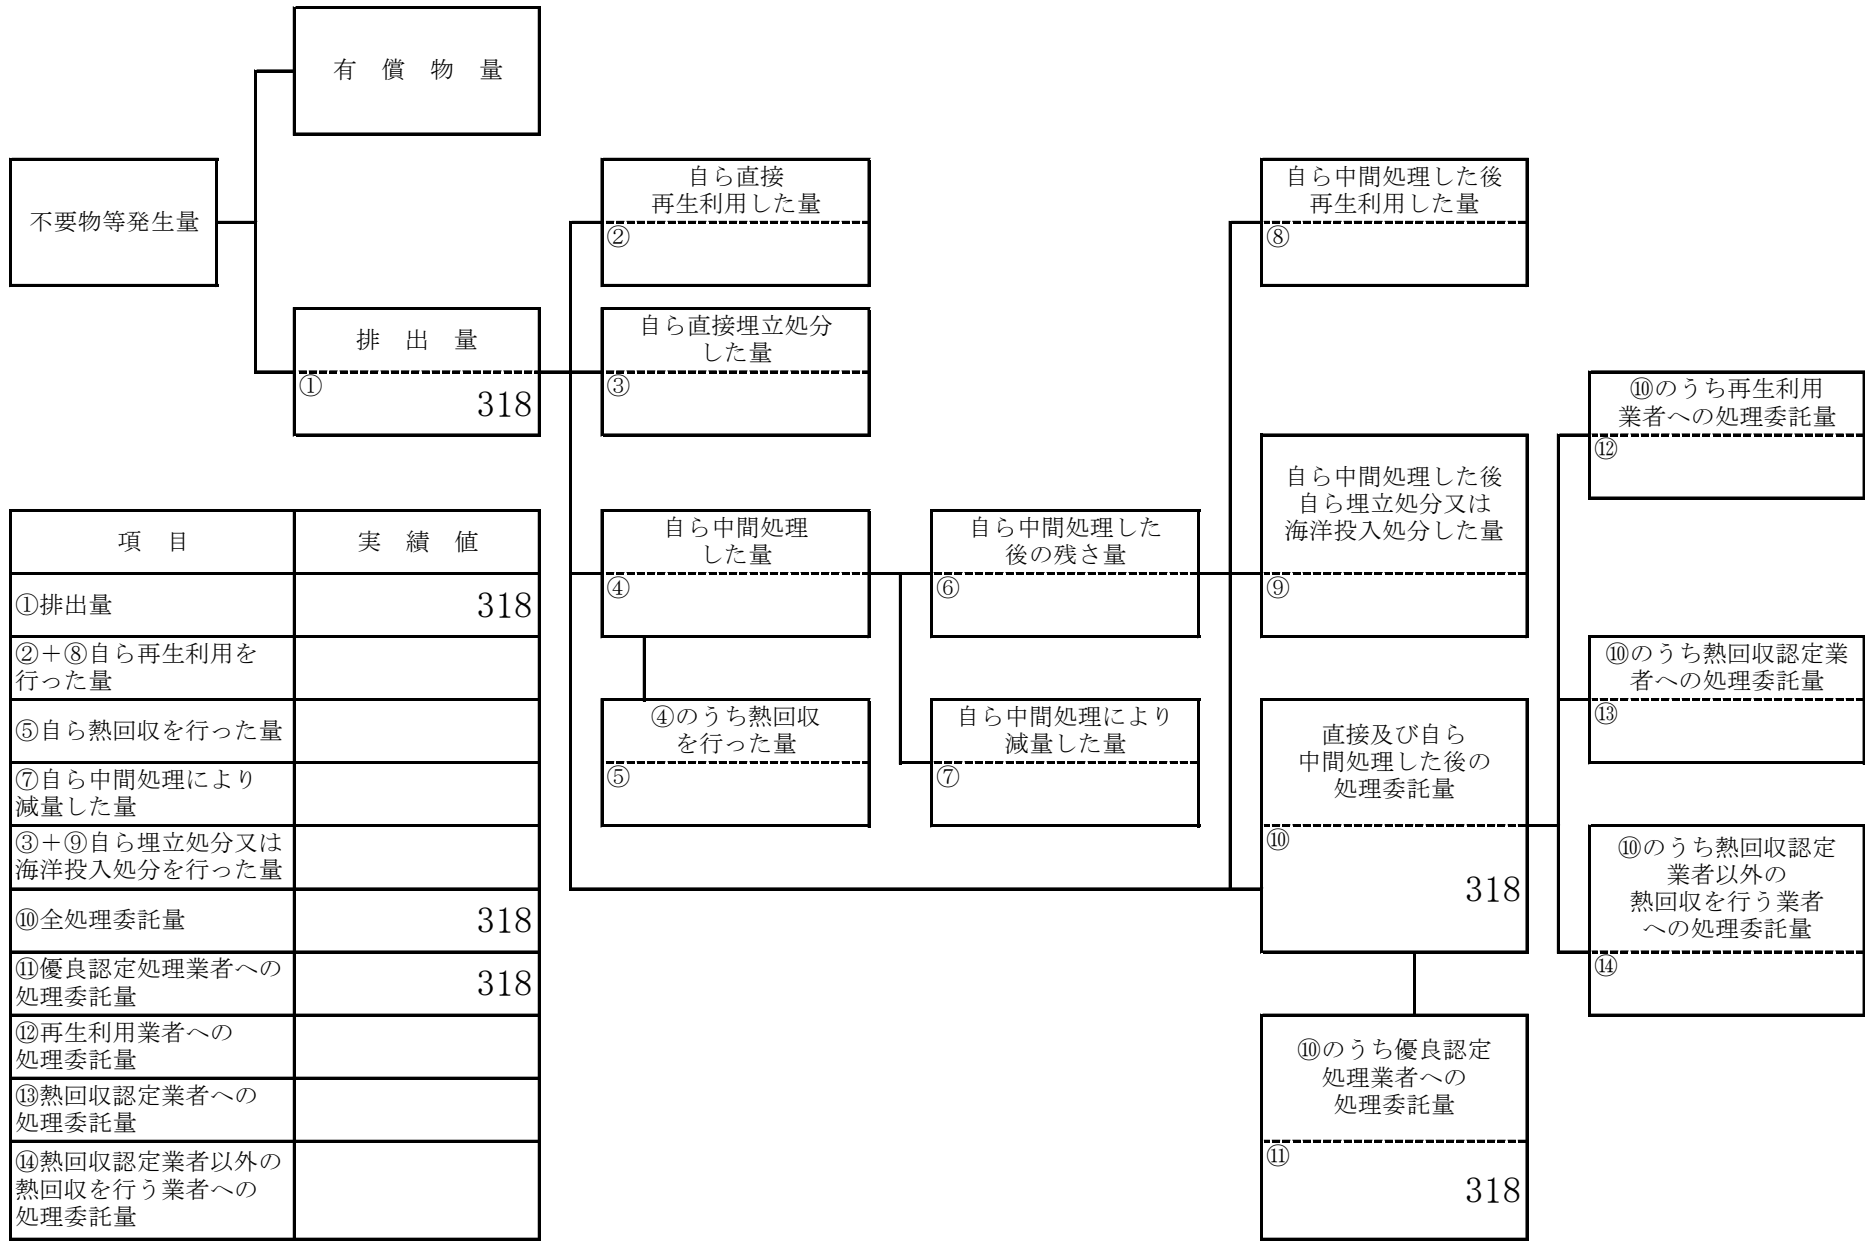 有　償　物　量
不要物等発生量
排　出　量
①
318
自ら直接
再生利用した量
②
自ら直接埋立処分
した量
③
自ら中間処理
した量
④
④のうち熱回収
を行った量
⑤
自ら中間処理した
後の残さ量
⑥
自ら中間処理により
減量した量
⑦
自ら中間処理した後
再生利用した量
⑧
自ら中間処理した後
自ら埋立処分又は
海洋投入処分した量
⑨
直接及び自ら
中間処理した後の
処理委託量
⑩
318
⑩のうち優良認定
処理業者への
処理委託量
⑪
318
⑩のうち再生利用
業者への処理委託量
⑫
⑩のうち熱回収認定業
者への処理委託量
⑬
⑩のうち熱回収認定
業者以外の
熱回収を行う業者
への処理委託量
⑭
項　目　実　績　値
①排出量　318
②＋⑧自ら再生利用を
行った量
⑤自ら熱回収を行った量
⑦自ら中間処理により
減量した量
③＋⑨自ら埋立処分又は
海洋投入処分を行った量
⑩全処理委託量　318
⑪優良認定処理業者への
処理委託量　318
⑫再生利用業者への
処理委託量
⑬熱回収認定業者への
処理委託量
⑭熱回収認定業者以外の
熱回収を行う業者への
処理委託量